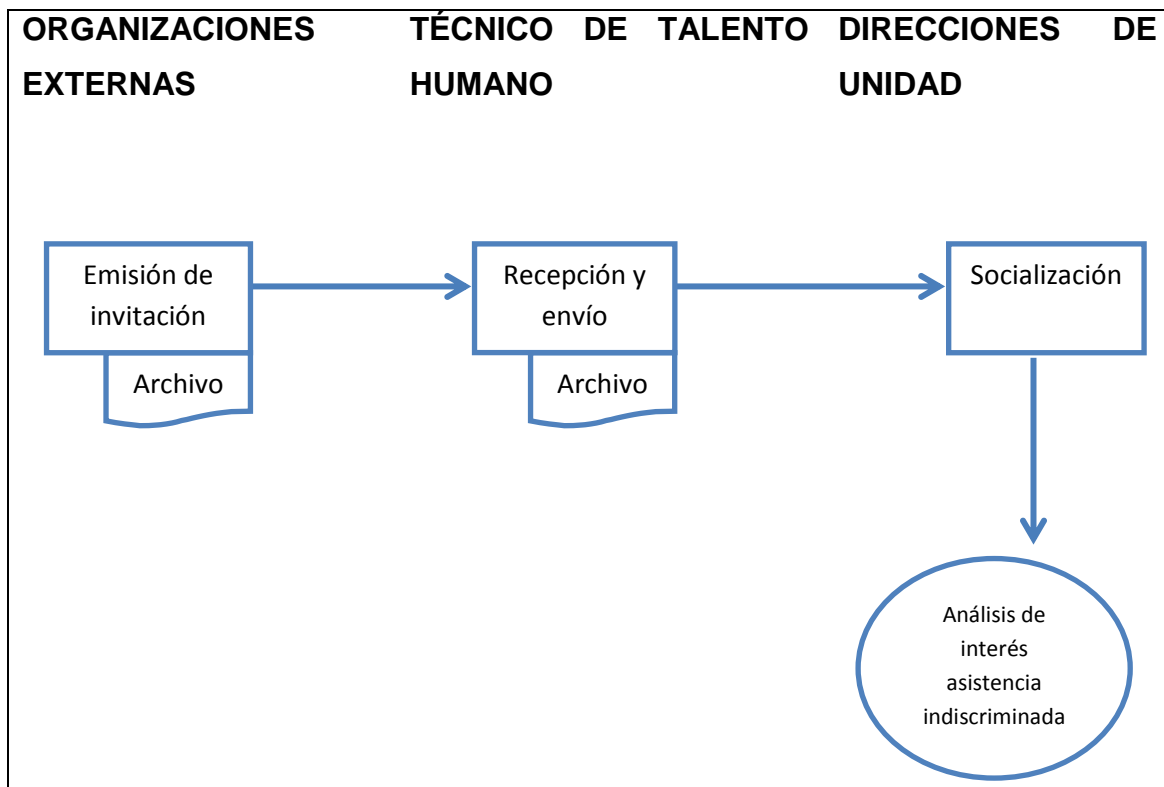 ORGANIZACIONES EXTERNAS
TÉCNICO DE TALENTO HUMANO
DIRECCIONES DE UNIDAD
Emisión de
invitación
Archivo
Recepción y
envío
Archivo
Socialización
Análisis de
interés
asistencia
indiscriminada